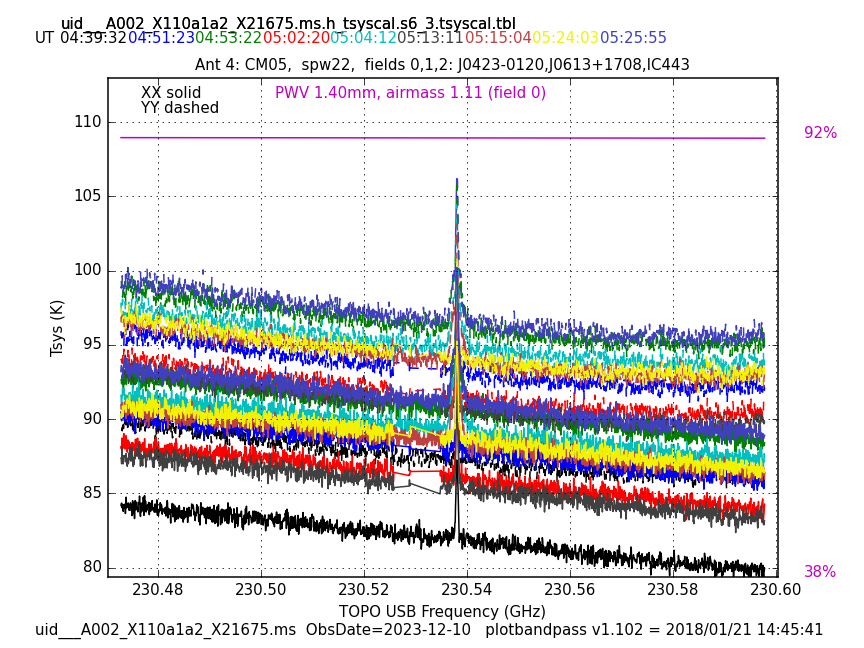 uid___A002_X110a1a2_X21675.ms.h_tsyscal.s6_3.tsyscal.tbl
UT 04:39:32 04:51:23 04:53:22 05:02:20 05:04:12 05:13:11 05:15:04 05:24:03 05:25:55
Ant 4: CM05,  spw22,  fields 0,1,2: J0423-0120,J0613+1708,IC443
XX solid
PWV 1.40mm, airmass 1.11 (field 0)
YY dashed
92%
38%
Tsys (K)
110
105
100
95
90
85
80
230.48 230.50 230.52 230.54 230.56 230.58 230.60
TOPO USB Frequency (GHz)
uid___A002_X110a1a2_X21675.ms  ObsDate=2023-12-10   plotbandpass v1.102 = 2018/01/21 14:45:41